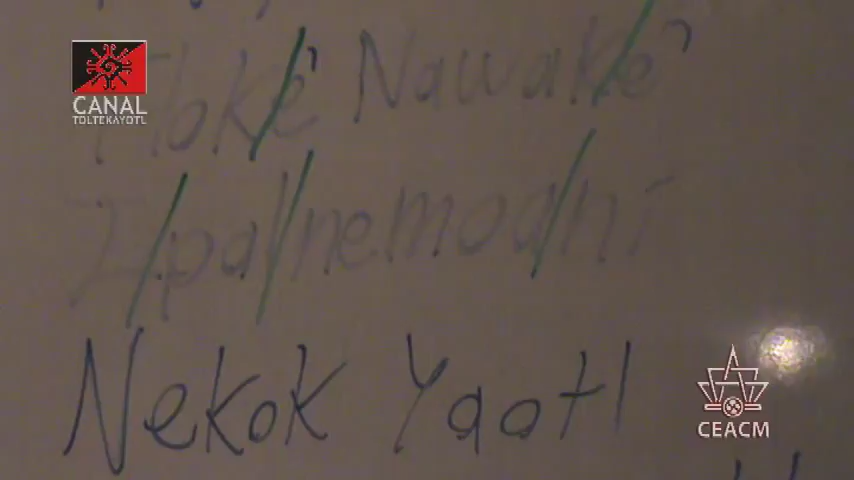 CANAL
TOLTEKAYOTL
Tloke' Nawake'
Ipalnemoani
Nekok Yaotl
CEACM